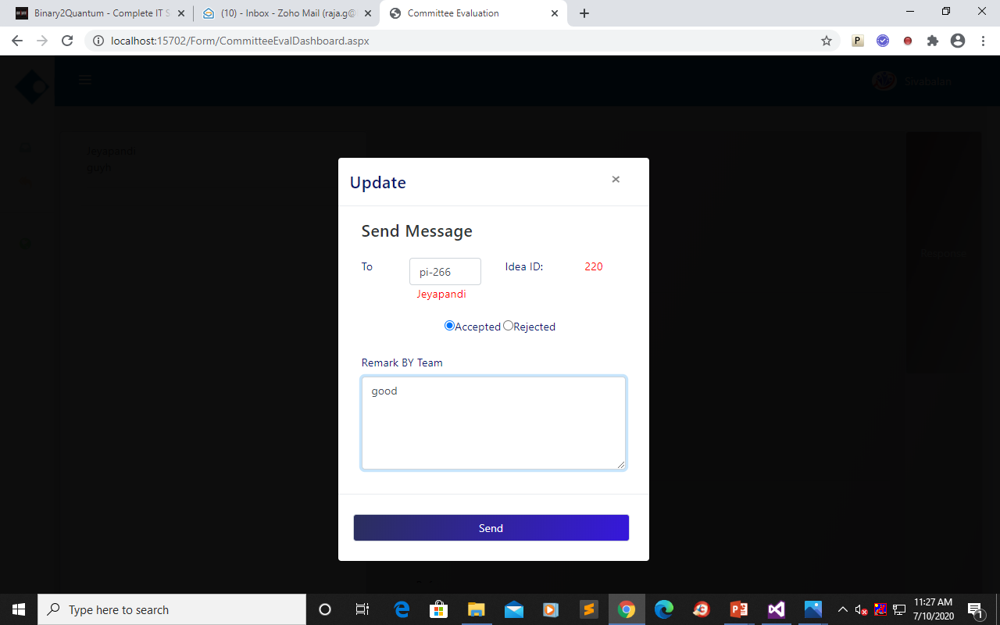 Binary2Quantum - Complete IT S
(10) - Inbox - Zoho Mail (raja.g@
Committee Evaluation
localhost:15702/Form/CommitteeEvalDashboard.aspx
P
Sivabalan
Jeyapandi
guyh
Response
Update
×
Send Message
To
pi-266
Idea ID:
220
Jeyapandi
Accepted
Rejected
Remark BY Team
good
Send
Type here to search
11:27 AM
7/10/2020
1